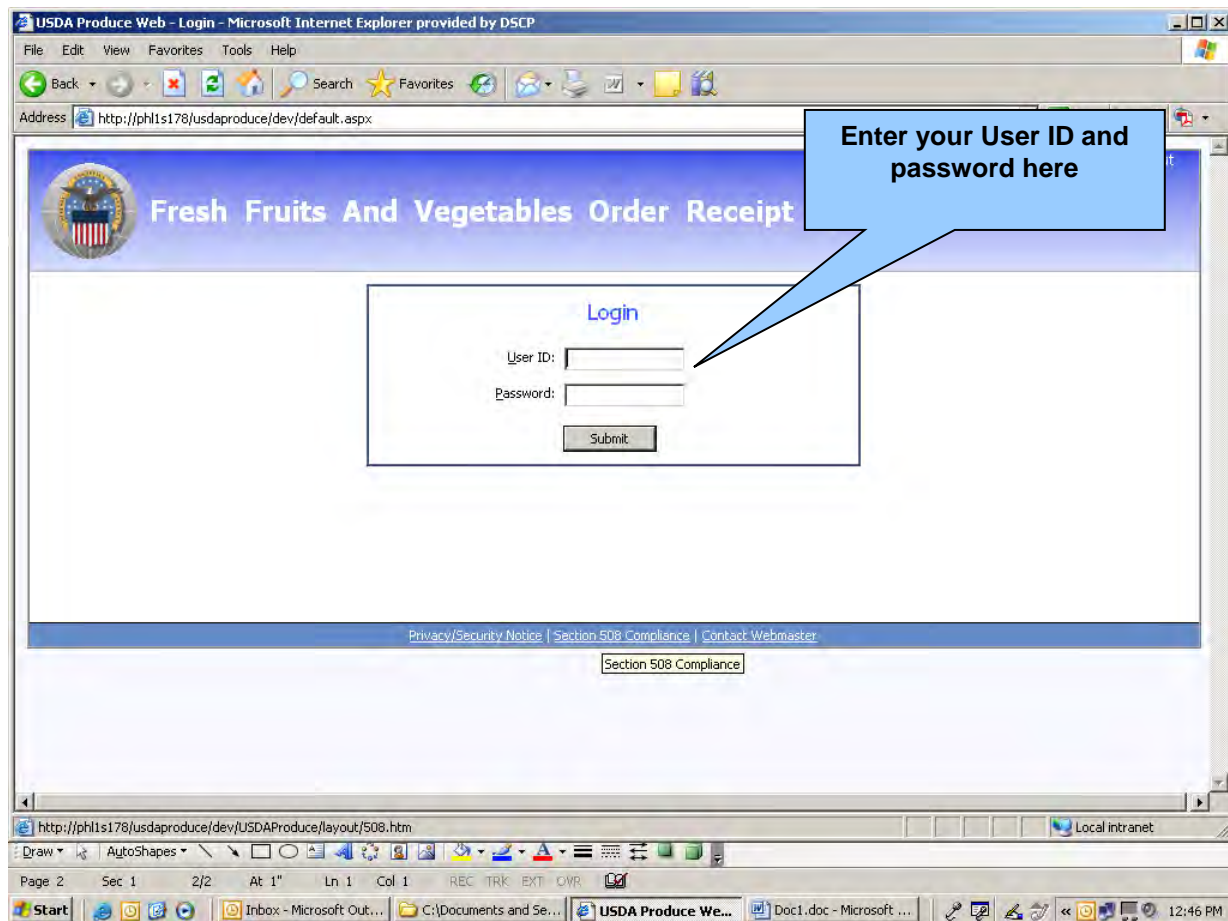 USDA Produce Web - Login - Microsoft Internet Explorer provided by DSCP
File Edit View Favorites Tools Help
Back Search Favorites
Address http://phl1s178/usdaproduce/dev/default.aspx
Enter your User ID and
password here
Fresh Fruits And Vegetables Order Receipt
Login
User ID:
Password:
Submit
Privacy/Security Notice | Section 508 Compliance | Contact Webmaster
Section 508 Compliance
http://phl1s178/usdaproduce/dev/USDAProduce/layout/508.htm Local intranet
Draw AutoShapes
Page 2 Sec 1 2/2 At 1" Ln 1 Col 1 REC TRK EXT OVR
Start Inbox - Microsoft Out... C:\Documents and Se... USDA Produce We... Doc1.doc - Microsoft ... 12:46 PM